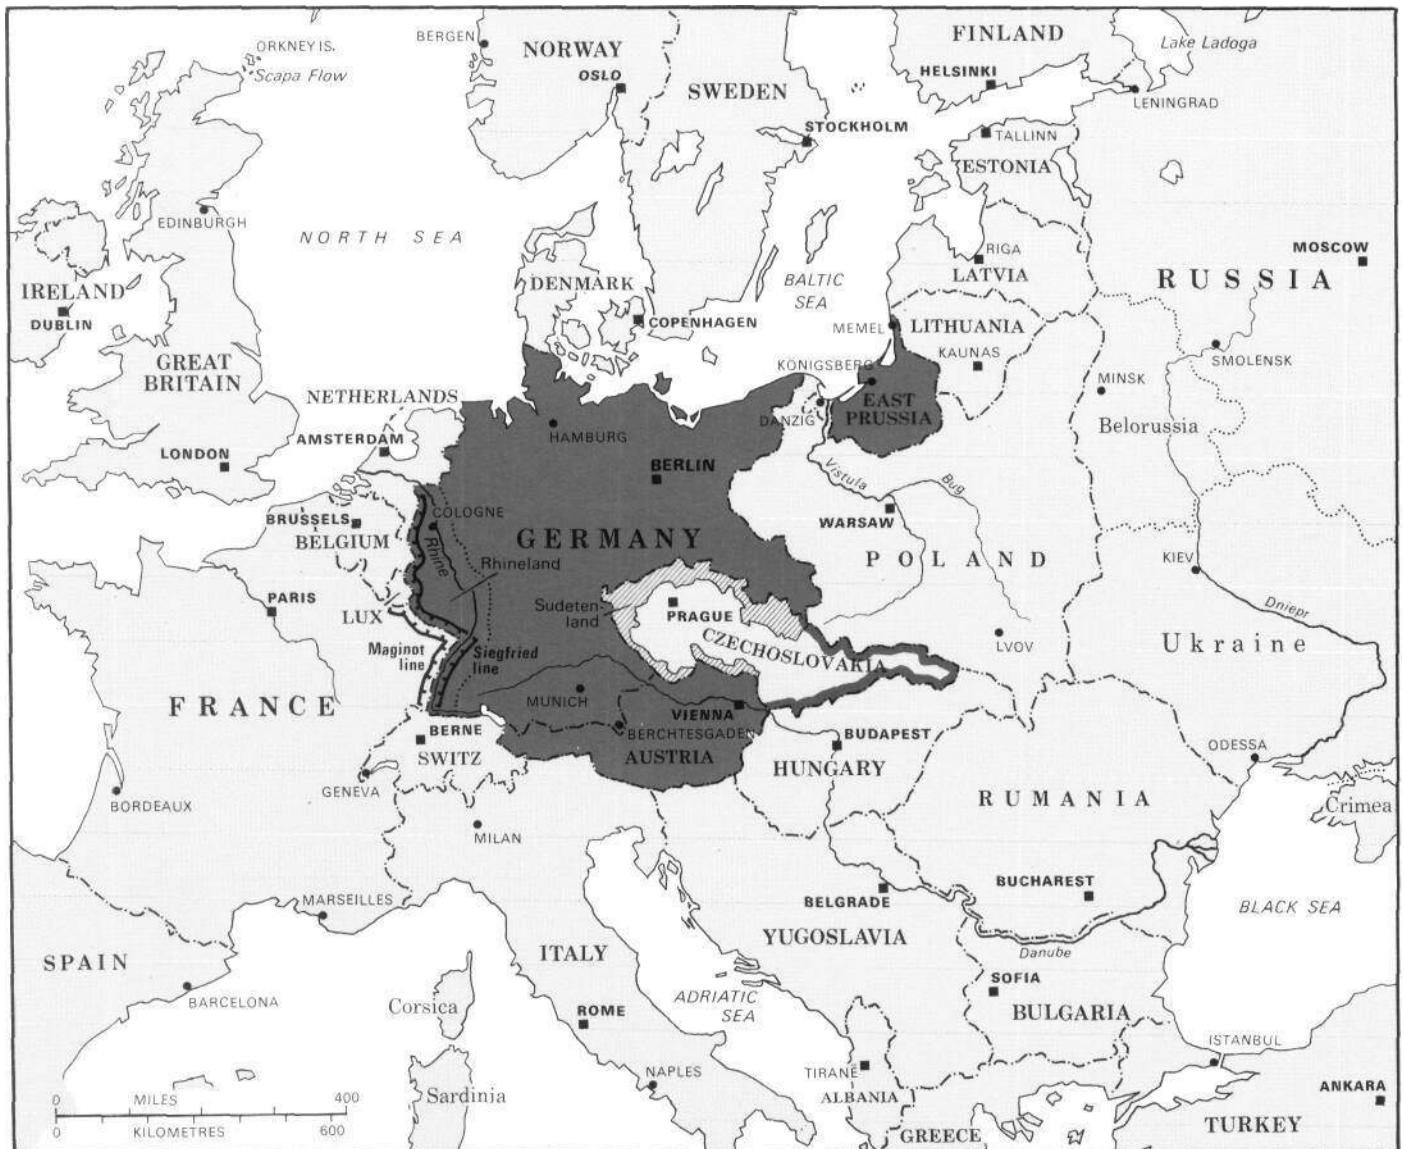 ORKNEY IS.
Scapa Flow
BERGEN
NORWAY
OSLO
SWEDEN
STOCKHOLM
FINLAND
HELSINKI
Lake Ladoga
LENINGRAD
TALLINN
ESTONIA
EDINBURGH
NORTH SEA
DENMARK
COPENHAGEN
BALTIC
SEA
RIGA
LATVIA
MOSCOW
RUSSIA
IRELAND
DUBLIN
GREAT
BRITAIN
MEMEL
LITHUANIA
KAUNAS
SMOLENSK
KÖNIGSBERG
MINSK
EAST
PRUSSIA
DANZIG
Belorussia
NETHERLANDS
AMSTERDAM
HAMBURG
LONDON
BERLIN
Vistula
Bug
WARSAW
BRUSSELS
BELGIUM
COLOGNE
GERMANY
Rhine
Rhineland
POLAND
KIEV
PARIS
LUX
Sudeten-
land
PRAGUE
CZECHOSLOVAKIA
LVOV
Dniepr
Ukraine
Maginot
line
Siegfried
line
FRANCE
MUNICH
VIENNA
BERCHTESGADEN
AUSTRIA
BERNE
SWITZ
BUDAPEST
HUNGARY
ODESSA
GENEVA
BORDEAUX
MILAN
RUMANIA
Crimea
MARSEILLES
BELGRADE
BUCHAREST
BLACK SEA
YUGOSLAVIA
Danube
SPAIN
BARCELONA
Corsica
ITALY
ROME
ADRIATIC
SEA
SOFIA
BULGARIA
ISTANBUL
Sardinia
NAPLES
TIRANE
ALBANIA
GREECE
ANKARA
TURKEY
0 MILES 400
0 KILOMETRES 600